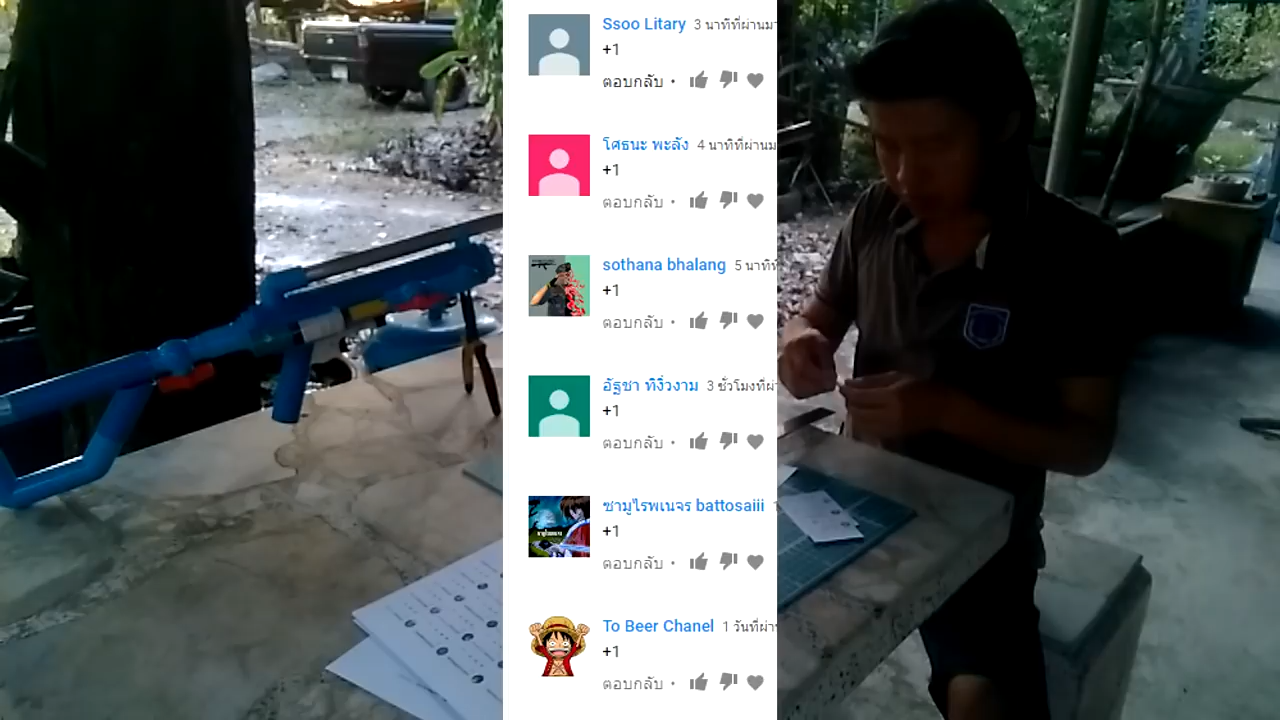 Ssoo Litary 3 นาทีที่ผ่านมา
+1
ตอบกลับ •
โศธนะ พะลัง 4 นาทีที่ผ่านม
+1
ตอบกลับ •
sothana bhalang 5 นาทีที่
+1
ตอบกลับ •
อัฐชา ทิงิ้วงาม 3 ชั่วโมงที่ผ่
+1
ตอบกลับ •
ซามูไรพเนจร battosaiii 1
+1
ตอบกลับ •
To Beer Chanel 1 วันที่ผ่า
+1
ตอบกลับ •